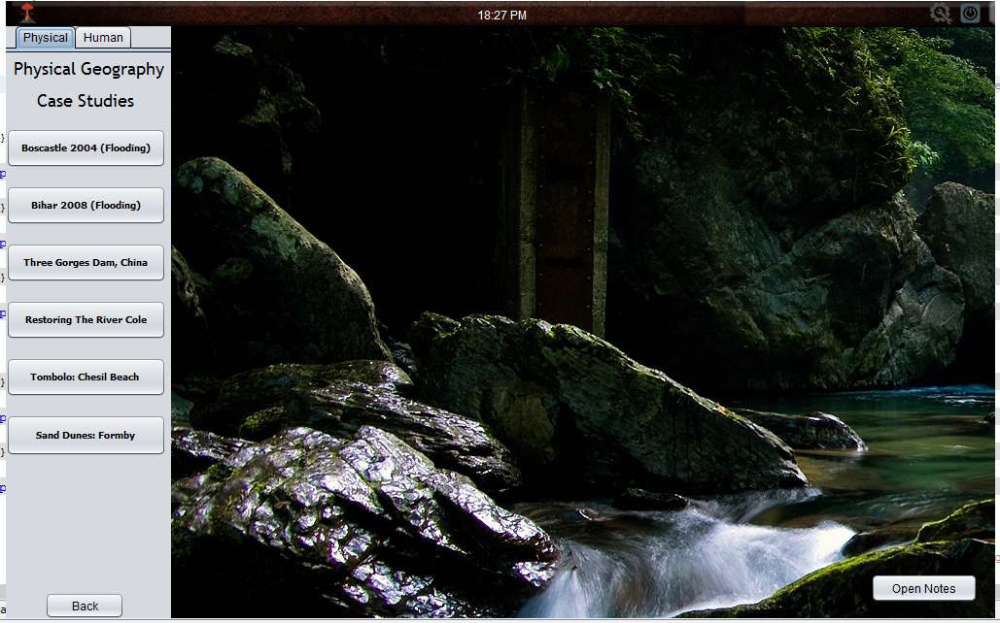 18:27 PM
Physical Human
Physical Geography
Case Studies
Boscastle 2004 (Flooding)
Bihar 2008 (Flooding)
Three Gorges Dam, China
Restoring The River Cole
Tombolo: Chesil Beach
Sand Dunes: Formby
Back
Open Notes